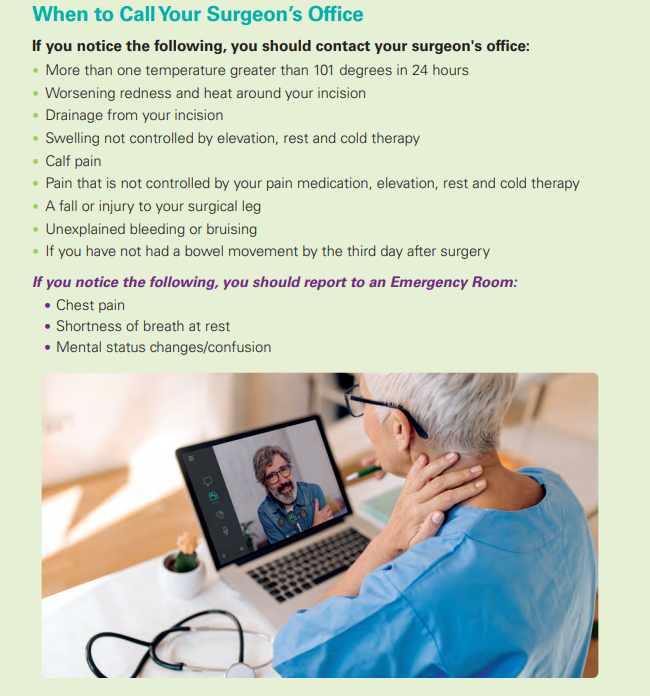 When to Call Your Surgeon’s Office
If you notice the following, you should contact your surgeon's office:
• More than one temperature greater than 101 degrees in 24 hours
• Worsening redness and heat around your incision
• Drainage from your incision
• Swelling not controlled by elevation, rest and cold therapy
• Calf pain
• Pain that is not controlled by your pain medication, elevation, rest and cold therapy
• A fall or injury to your surgical leg
• Unexplained bleeding or bruising
• If you have not had a bowel movement by the third day after surgery
If you notice the following, you should report to an Emergency Room:
• Chest pain
• Shortness of breath at rest
• Mental status changes/confusion